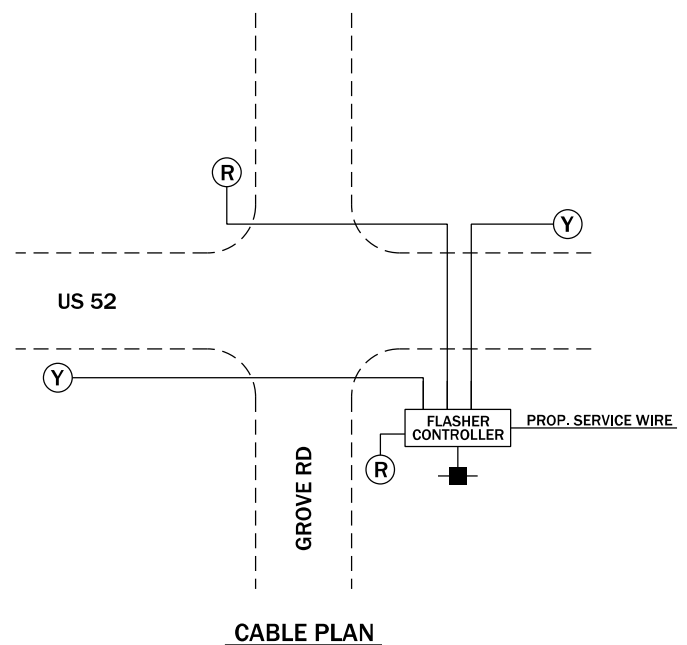 R
Y
US 52
Y
FLASHER
CONTROLLER
PROP. SERVICE WIRE
R
GROVE RD
CABLE PLAN